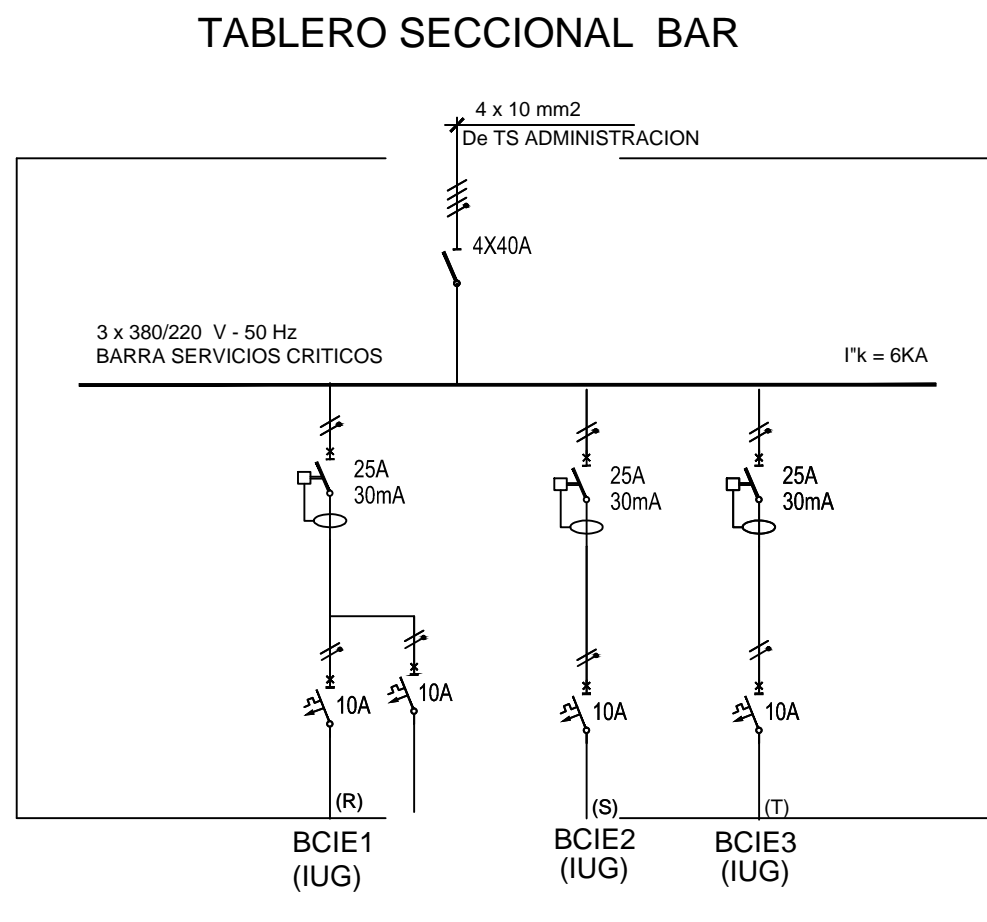 TABLERO SECCIONAL BAR
4 x 10 mm2
De TS ADMINISTRACION
4X40A
3 x 380/220 V - 50 Hz
BARRA SERVICIOS CRITICOS
I"k = 6KA
25A
30mA
25A
30mA
25A
30mA
10A
10A
10A
10A
(R)
(S)
(T)
BCIE1
(IUG)
BCIE2
(IUG)
BCIE3
(IUG)